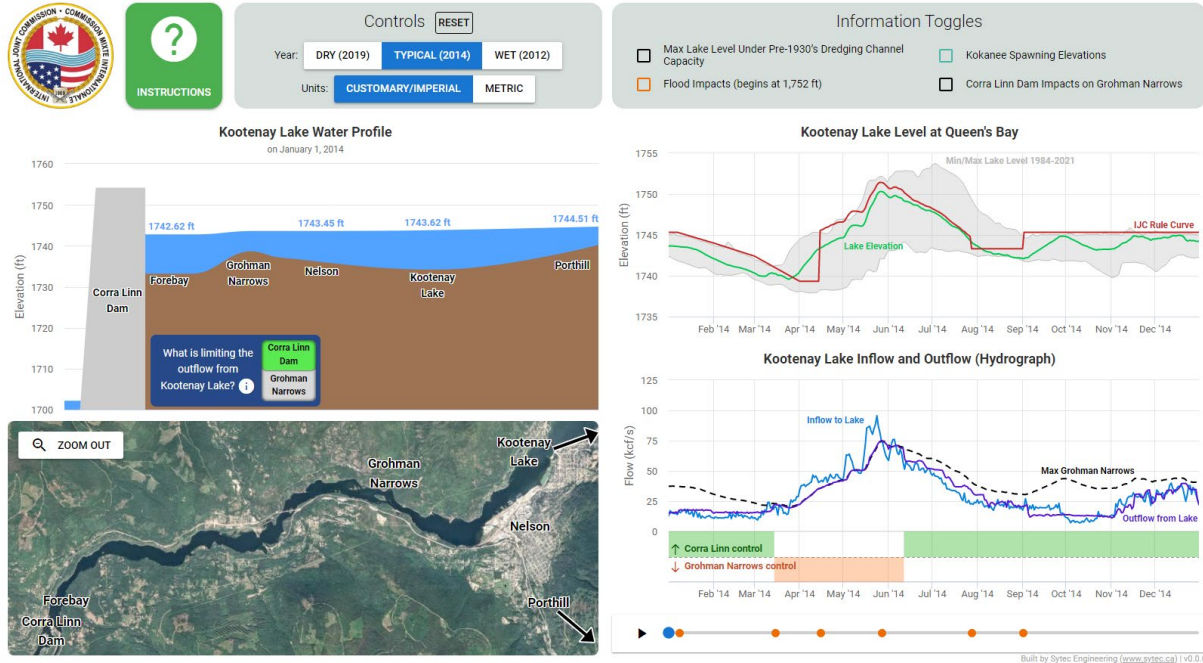 INTERNATIONAL JOINT COMMISSION • COMMISSION MIXTE INTERNATIONALE
1909
?
INSTRUCTIONS
Controls RESET
Year: DRY (2019) TYPICAL (2014) WET (2012)
Units: CUSTOMARY/IMPERIAL METRIC
Information Toggles
Max Lake Level Under Pre-1930's Dredging Channel
Capacity
Kokanee Spawning Elevations
Flood Impacts (begins at 1,752 ft)
Corra Linn Dam Impacts on Grohman Narrows
Kootenay Lake Water Profile
on January 1, 2014
1760
1750
1740
1730
1720
1710
1700
Elevation (ft)
1742.62 ft
1743.45 ft
1743.62 ft
1744.51 ft
Corra Linn
Dam
Forebay
Grohman
Narrows
Nelson
Kootenay
Lake
Porthill
What is limiting the
outflow from
Kootenay Lake? i
Corra Linn
Dam
Grohman
Narrows
ZOOM OUT
Kootenay
Lake
Grohman
Narrows
Nelson
Forebay
Corra Linn
Dam
Porthill
Kootenay Lake Level at Queen's Bay
1755
1750
1745
1740
1735
Elevation (ft)
Min/Max Lake Level 1984-2021
IJC Rule Curve
Lake Elevation
Feb '14 Mar '14 Apr '14 May '14 Jun '14 Jul '14 Aug '14 Sep '14 Oct '14 Nov '14 Dec '14
Kootenay Lake Inflow and Outflow (Hydrograph)
125
100
75
50
25
0
Flow (kcf/s)
Inflow to Lake
Max Grohman Narrows
Outflow from Lake
↑ Corra Linn control
↓ Grohman Narrows control
Feb '14 Mar '14 Apr '14 May '14 Jun '14 Jul '14 Aug '14 Sep '14 Oct '14 Nov '14 Dec '14
Built by Sytec Engineering (www.sytec.ca) | v0.0.